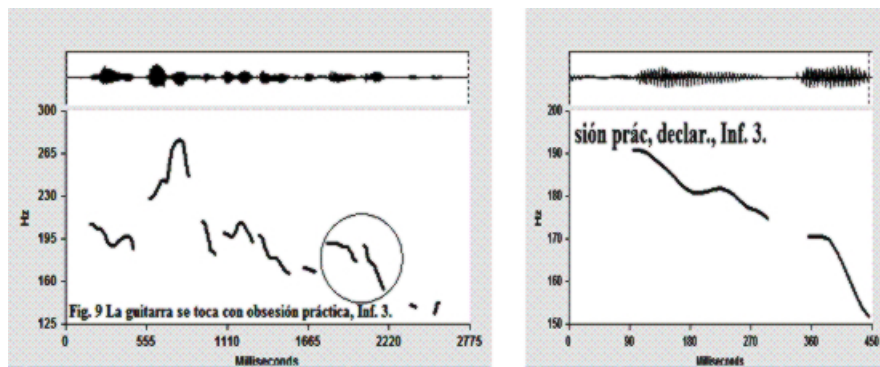 300
265
230
195
160
125
Hz
Fig. 9 La guitarra se toca con obsesión práctica, Inf. 3.
0 555 1110 1665 2220 2775
Milliseconds
200
190
180
170
160
150
Hz
sión prác, declar., Inf. 3.
0 90 180 270 360 450
Milliseconds